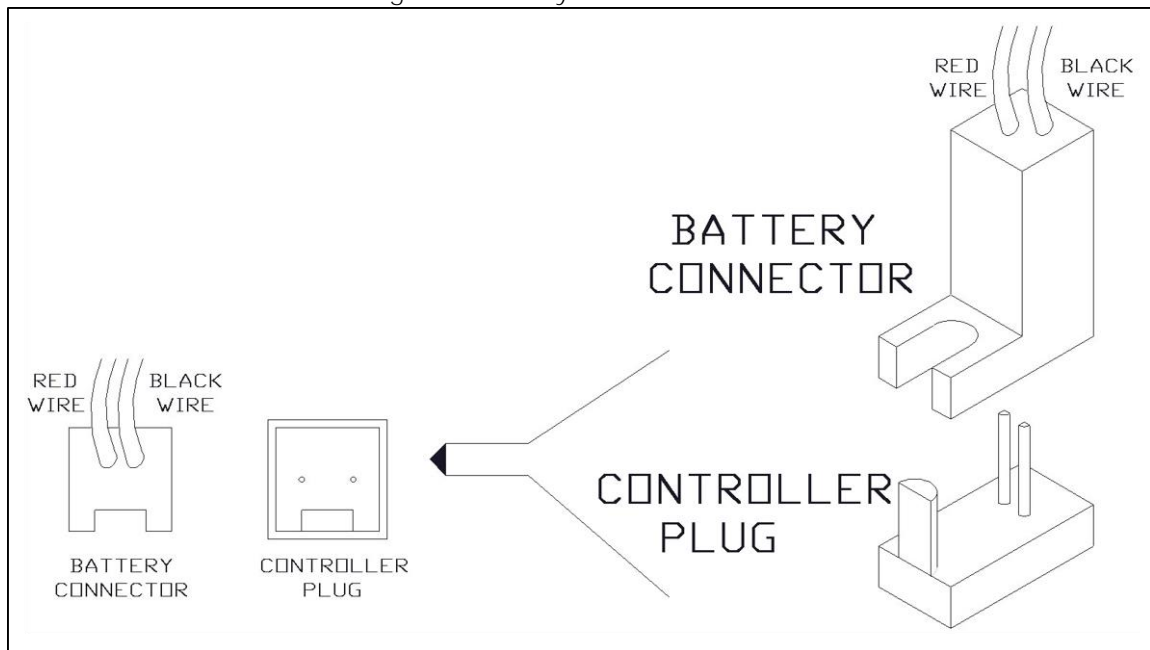 RED
WIRE
BLACK
WIRE
BATTERY
CONNECTOR
RED
WIRE
BLACK
WIRE
CONTROLLER
PLUG
BATTERY
CONNECTOR
CONTROLLER
PLUG